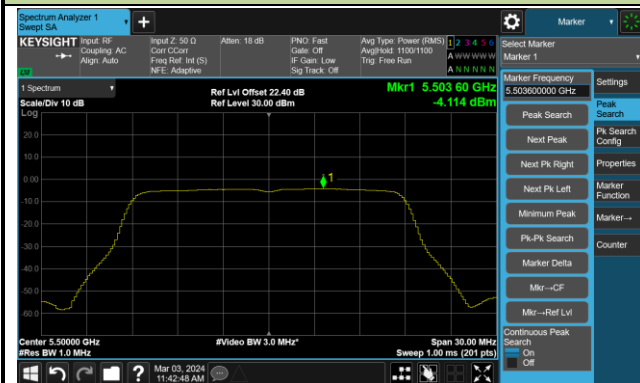 Spectrum Analyzer 1
Swept SA
+
Marker
KEYSIGHT Input: RF
Coupling: AC
Align: Auto
Input Z: 50 Ω
Corr CCorr
Freq Ref: Int (S)
NFE: Adaptive
Atten: 18 dB
PNO: Fast
Gate: Off
IF Gain: Low
Sig Track: Off
Avg Type: Power (RMS)
Avg|Hold: 1100/1100
Trig: Free Run
1 2 3 4 5 6
A W W W W W
A N N N N N
Select Marker
Marker 1
1 Spectrum
Scale/Div 10 dB
Log
Ref Lvl Offset 22.40 dB
Ref Level 30.00 dBm
Mkr1 5.503 60 GHz
-4.114 dBm
20.0
10.0
0.00
-10.0
-20.0
-30.0
-40.0
-50.0
-60.0
1
Center 5.50000 GHz
#Res BW 1.0 MHz
#Video BW 3.0 MHz*
Span 30.00 MHz
Sweep 1.00 ms (201 pts)
Marker Frequency
5.503600000 GHz
Peak Search
Next Peak
Next Pk Right
Next Pk Left
Minimum Peak
Pk-Pk Search
Marker Delta
Mkr→CF
Mkr→Ref Lvl
Continuous Peak
Search
On
Off
Settings
Peak
Search
Pk Search
Config
Properties
Marker
Function
Marker→
Counter
?
Mar 03, 2024
11:42:48 AM